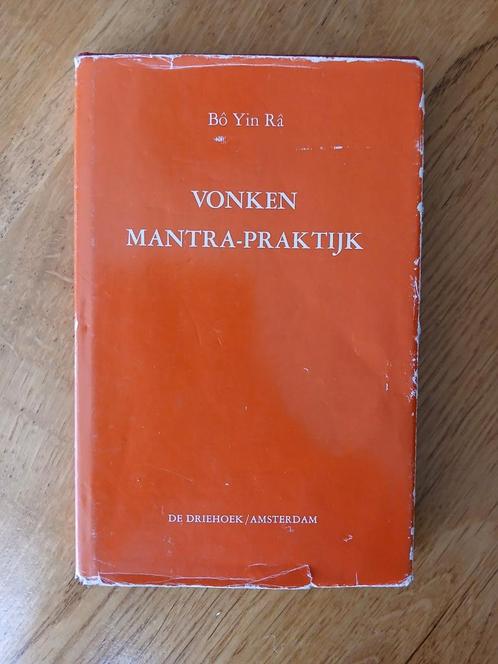 Bô Yin Râ
VONKEN
MANTRA-PRAKTIJK
DE DRIEHOEK/AMSTERDAM